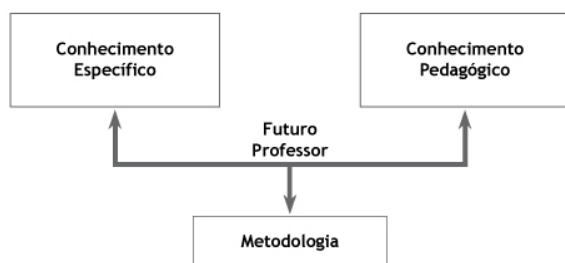 Conhecimento
Específico
Conhecimento
Pedagógico
Futuro
Professor
Metodologia